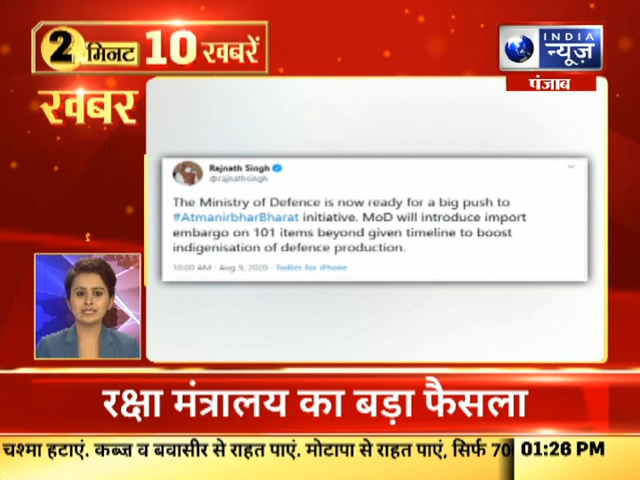 2 मिनट 10 खबरें
INDIA
न्यूज़
पंजाब
खबर
Rajnath Singh
@rajnathsingh
The Ministry of Defence is now ready for a big push to
#AtmanirbharBharat initiative. MoD will introduce import
embargo on 101 items beyond given timeline to boost
indigenisation of defence production.
10:00 AM · Aug 9, 2020 · Twitter for iPhone
2
रक्षा मंत्रालय का बड़ा फैसला
चश्मा हटाएं. कब्ज व बवासीर से राहत पाएं. मोटापा से राहत पाएं, सिर्फ 70
01:26 PM